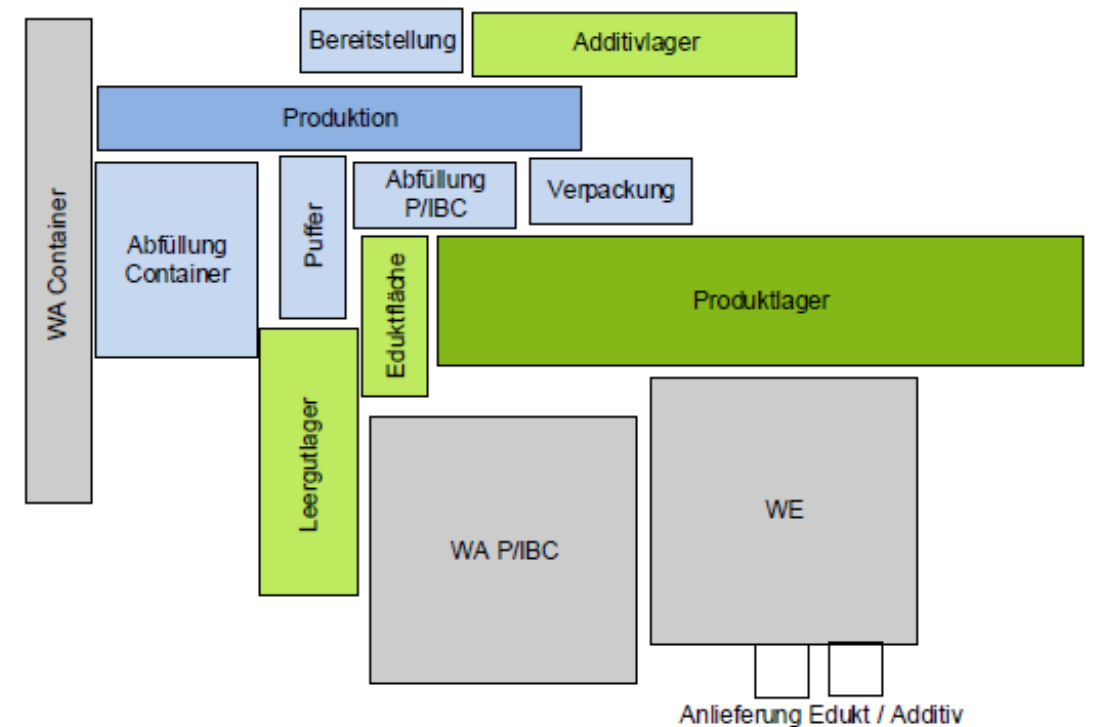 Bereitstellung
Additivlager
Produktion
WA Container
Abfüllung
Container
Puffer
Abfüllung
P/IBC
Verpackung
Eduktfläche
Produktlager
Leergutlager
WA P/IBC
WE
Anlieferung Edukt / Additiv